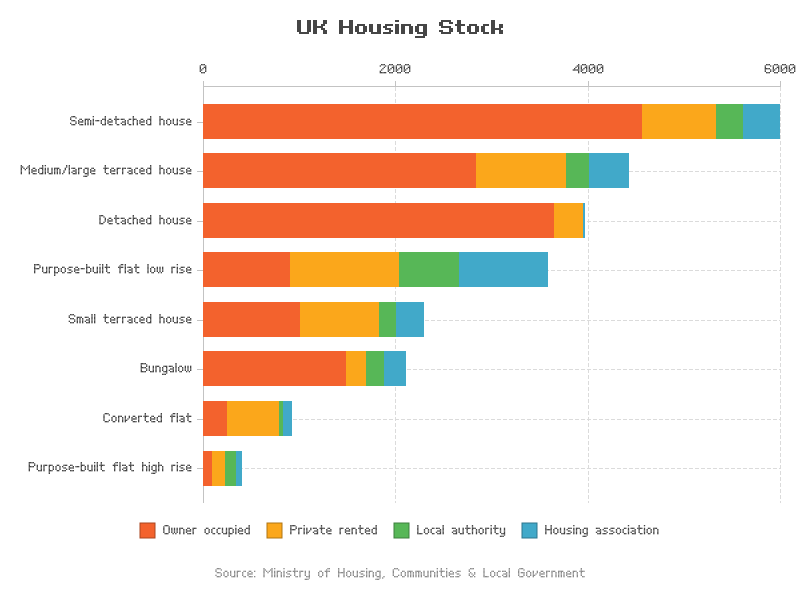 UK Housing Stock
0 2000 4000 6000
Semi-detached house
Medium/large terraced house
Detached house
Purpose-built flat low rise
Small terraced house
Bungalow
Converted flat
Purpose-built flat high rise
Owner occupied Private rented Local authority Housing association
Source: Ministry of Housing, Communities & Local Government